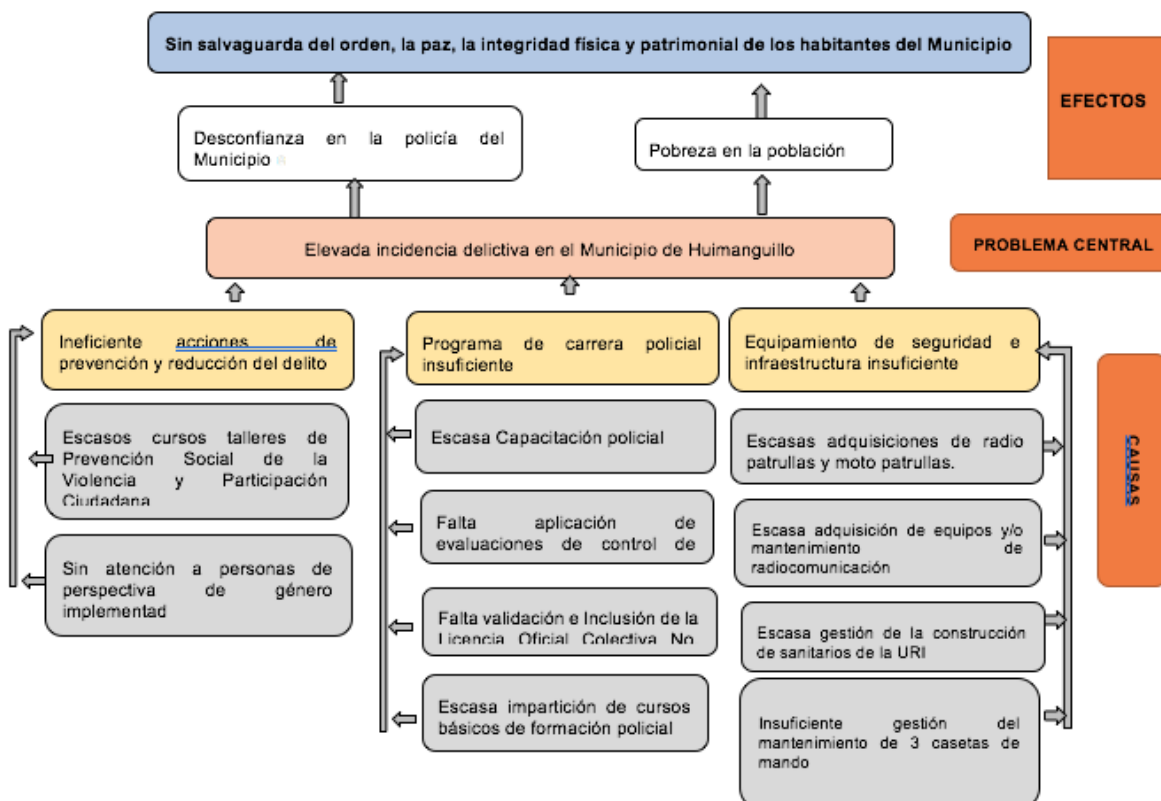 Sin salvaguarda del orden, la paz, la integridad física y patrimonial de los habitantes del Municipio
EFECTOS
Desconfianza en la policía del
Municipio
Pobreza en la población
Elevada incidencia delictiva en el Municipio de Huimanguillo
PROBLEMA CENTRAL
Ineficiente acciones de
prevención y reducción del delito
Programa de carrera policial
insuficiente
Equipamiento de seguridad e
infraestructura insuficiente
CAUSAS
Escasos cursos talleres de
Prevención Social de la
Violencia y Participación
Ciudadana
Sin atención a personas de
perspectiva de género
implementad
Escasa Capacitación policial
Falta aplicación de
evaluaciones de control de
Falta validación e Inclusión de la
Licencia Oficial Colectiva No.
Escasa impartición de cursos
básicos de formación policial
Escasas adquisiciones de radio
patrullas y moto patrullas.
Escasa adquisición de equipos y/o
mantenimiento de
radiocomunicación
Escasa gestión de la construcción
de sanitarios de la URI
Insuficiente gestión del
mantenimiento de 3 casetas de
mando